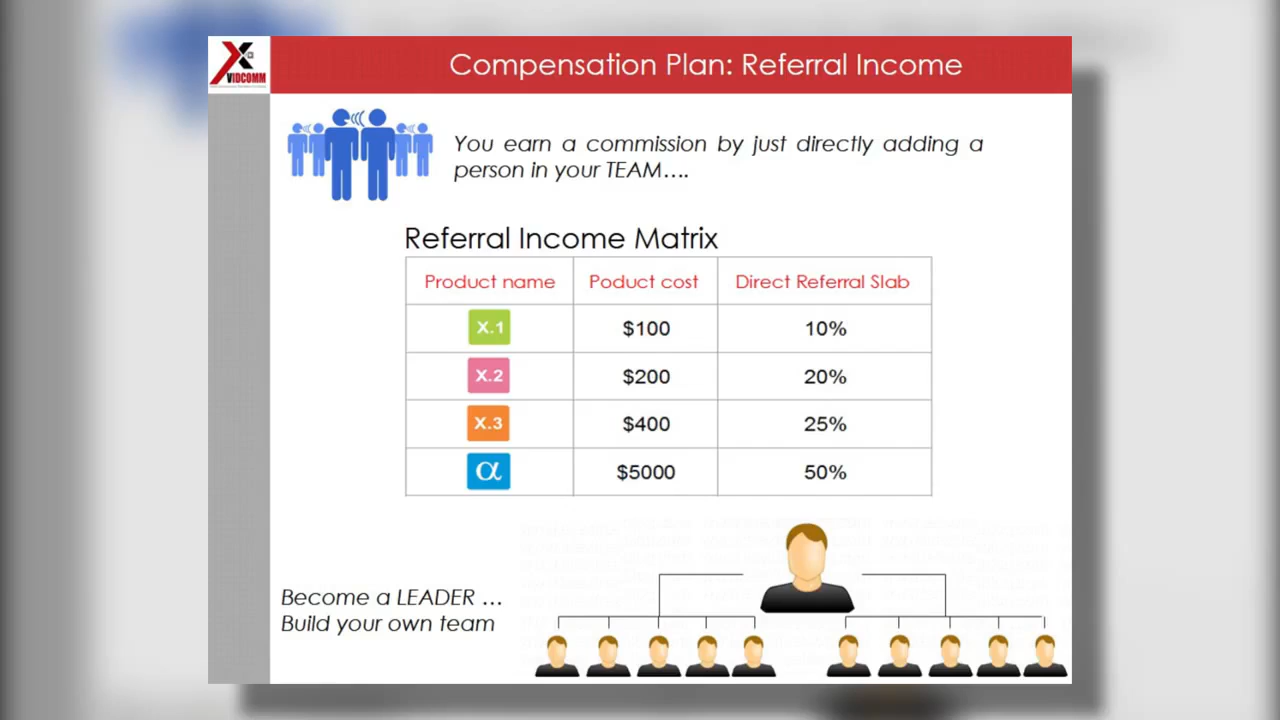 VIDCOMM
Compensation Plan: Referral Income
You earn a commission by just directly adding a
person in your TEAM....
Referral Income Matrix
Product name Poduct cost Direct Referral Slab
X.1 $100 10%
X.2 $200 20%
X.3 $400 25%
α $5000 50%
Become a LEADER ...
Build your own team